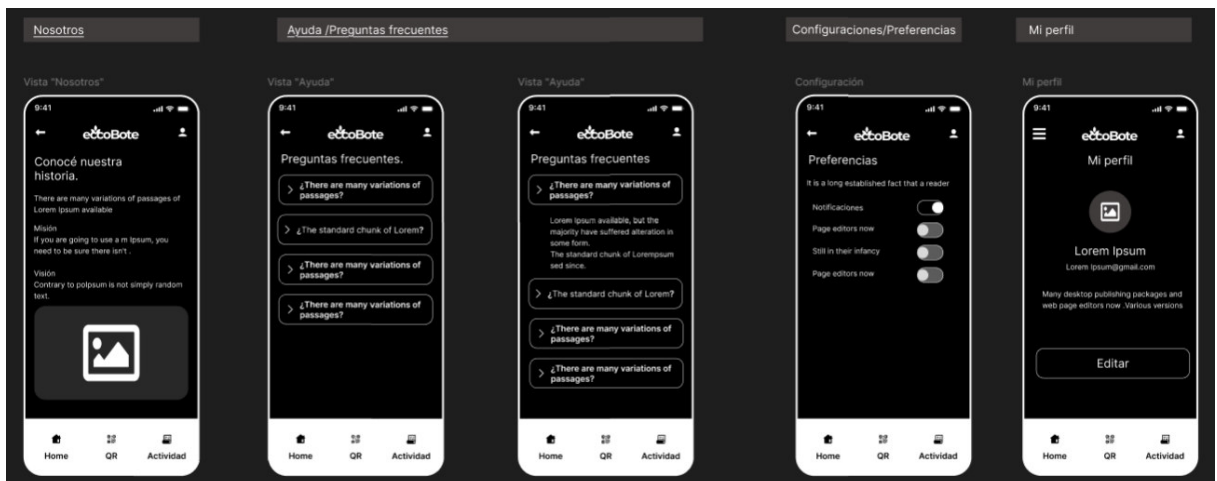 Nosotros
Ayuda /Preguntas frecuentes
Configuraciones/Preferencias
Mi perfil
Vista "Nosotros"
9:41
eccoBote
Conocé nuestra
historia.
There are many variations of passages of
Lorem Ipsum available
Misión
If you are going to use a m Ipsum, you
need to be sure there isn't .
Visión
Contrary to polpsum is not simply random
text.
Home QR Actividad
Vista "Ayuda"
9:41
eccoBote
Preguntas frecuentes.
¿There are many variations of
passages?
¿The standard chunk of Lorem?
¿There are many variations of
passages?
¿There are many variations of
passages?
Home QR Actividad
Vista "Ayuda"
9:41
eccoBote
Preguntas frecuentes
¿There are many variations of
passages?
Lorem Ipsum available, but the
majority have suffered alteration in
some form.
The standard chunk of Lorempsum
sed since.
¿The standard chunk of Lorem?
¿There are many variations of
passages?
¿There are many variations of
passages?
Home QR Actividad
Configuración
9:41
eccoBote
Preferencias
It is a long established fact that a reader
Notificaciones
Page editors now
Still in their infancy
Page editors now
Home QR Actividad
Mi perfil
9:41
eccoBote
Mi perfil
Lorem Ipsum
Lorem Ipsum@gmail.com
Many desktop publishing packages and
web page editors now .Various versions
Editar
Home QR Actividad